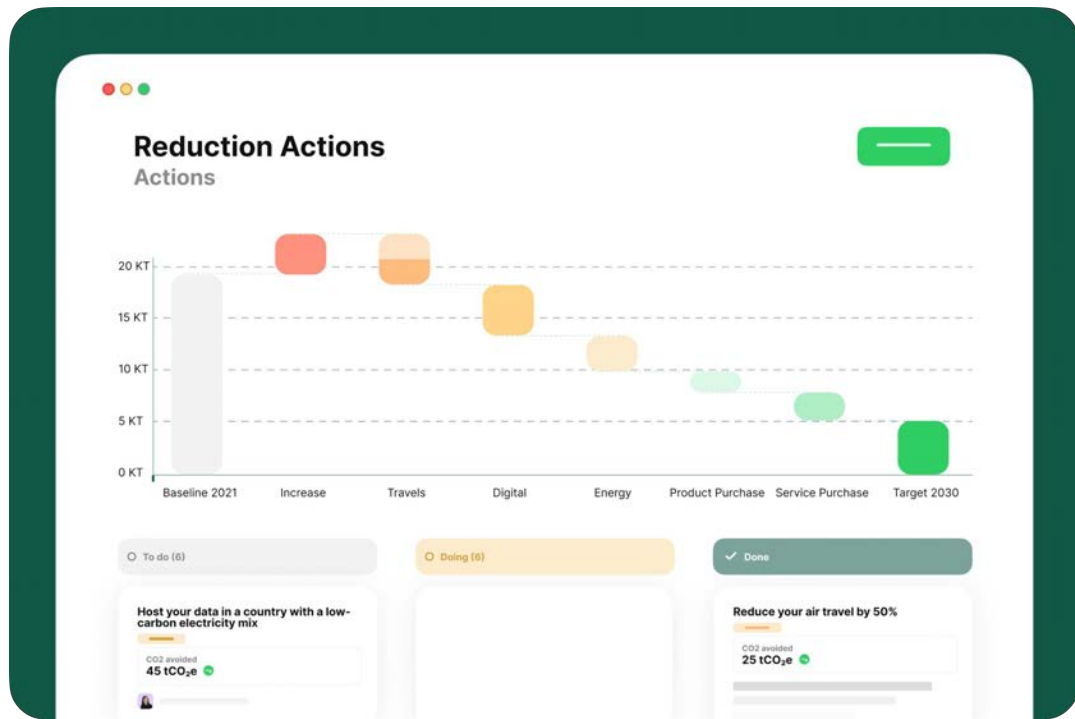 Reduction Actions
Actions
20 KT
15 KT
10 KT
5 KT
0 KT
Baseline 2021 Increase Travels Digital Energy Product Purchase Service Purchase Target 2030
To do (6)
Doing (6)
Done
Host your data in a country with a low-
carbon electricity mix
CO2 avoided
45 tCO₂e
Reduce your air travel by 50%
CO2 avoided
25 tCO₂e